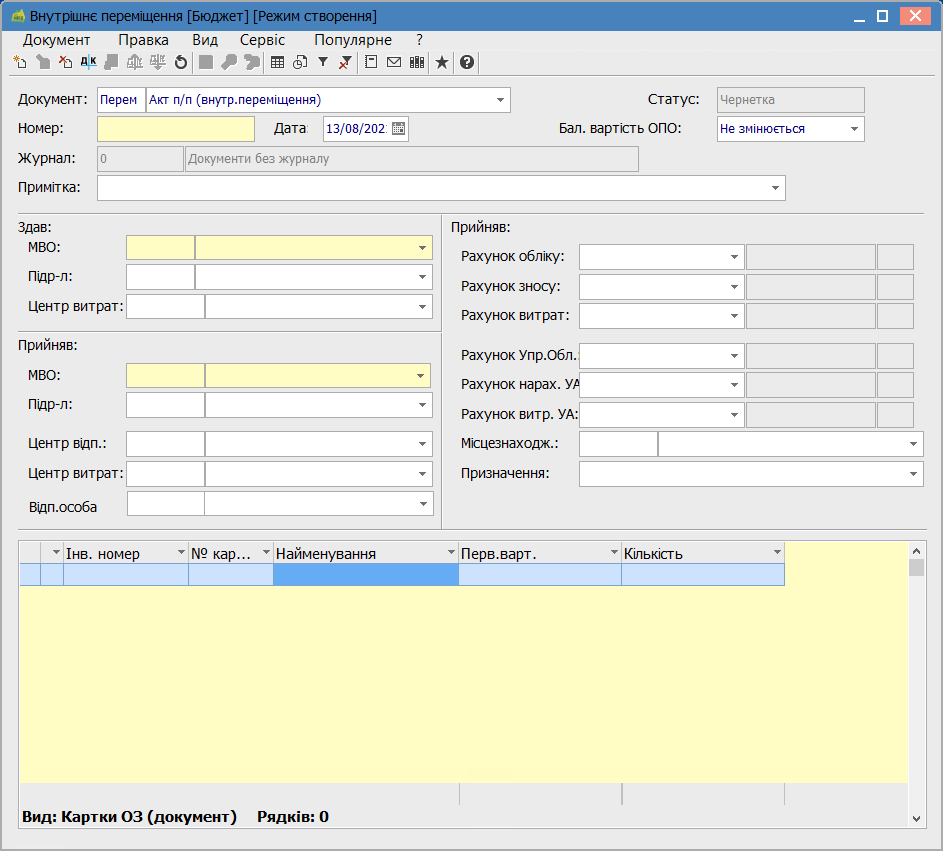 Внутрішнє переміщення [Бюджет] [Режим створення]
Документ Правка Вид Сервіс Популярне ?
Документ: Перем Акт п/п (внутр.переміщення) Статус: Чернетка
Номер: Дата 13/08/202 Бал. вартість ОПО: Не змінюється
Журнал: 0 Документи без журналу
Примітка:
Здав:
МВО:
Підр-л:
Центр витрат:
Прийняв:
МВО:
Підр-л:
Центр відп.:
Центр витрат:
Відп.особа
Прийняв:
Рахунок обліку:
Рахунок зносу:
Рахунок витрат:
Рахунок Упр.Обл.:
Рахунок нарах. УА
Рахунок витр. УА:
Місцезнаходж.:
Призначення:
Інв. номер № кар... Найменування Перв.варт. Кількість
Вид: Картки ОЗ (документ) Рядків: 0